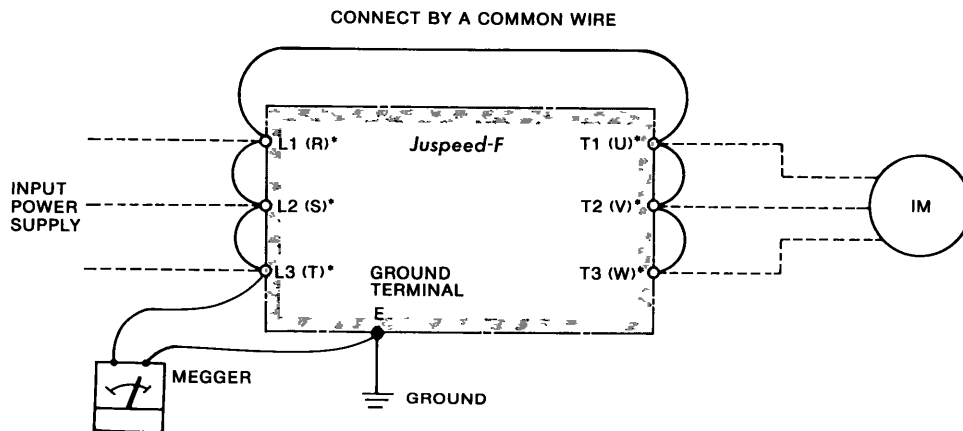 CONNECT BY A COMMON WIRE
L1 (R)*
Juspeed-F
T1 (U)*
INPUT
POWER
SUPPLY
L2 (S)*
T2 (V)*
IM
L3 (T)*
GROUND
TERMINAL
T3 (W)*
E
MEGGER
GROUND